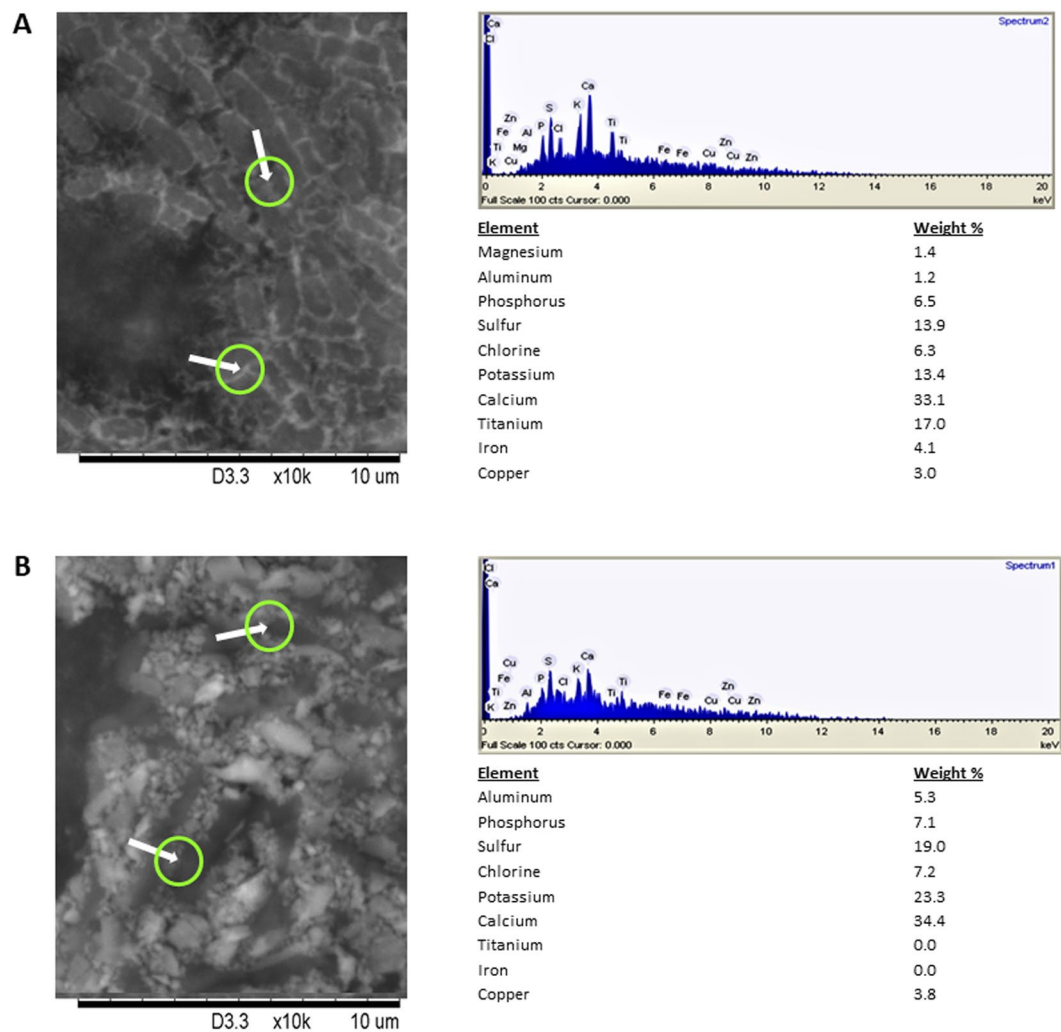 A
Spectrum2
Ca
Cl
Ca
S
K
Zn
Ti
Fe
Al
P
Cl
Zn
Ti
Mg
Ti
Fe
Fe
Cu
Cu
Zn
K
Cu
0 2 4 6 8 10 12 14 16 18 20
Full Scale 100 cts Cursor: 0.000 keV
Element Weight %
Magnesium 1.4
Aluminum 1.2
Phosphorus 6.5
Sulfur 13.9
Chlorine 6.3
Potassium 13.4
Calcium 33.1
Titanium 17.0
Iron 4.1
Copper 3.0
D3.3 x10k 10 um
B
Spectrum1
Cl
Ca
Ca
S
K
Cu
P
Ti
Fe
Al
Cl
Ti
Zn
Ti
Fe
Fe
Cu
Cu
Zn
K
Zn
0 2 4 6 8 10 12 14 16 18 20
Full Scale 100 cts Cursor: 0.000 keV
Element Weight %
Aluminum 5.3
Phosphorus 7.1
Sulfur 19.0
Chlorine 7.2
Potassium 23.3
Calcium 34.4
Titanium 0.0
Iron 0.0
Copper 3.8
D3.3 x10k 10 um